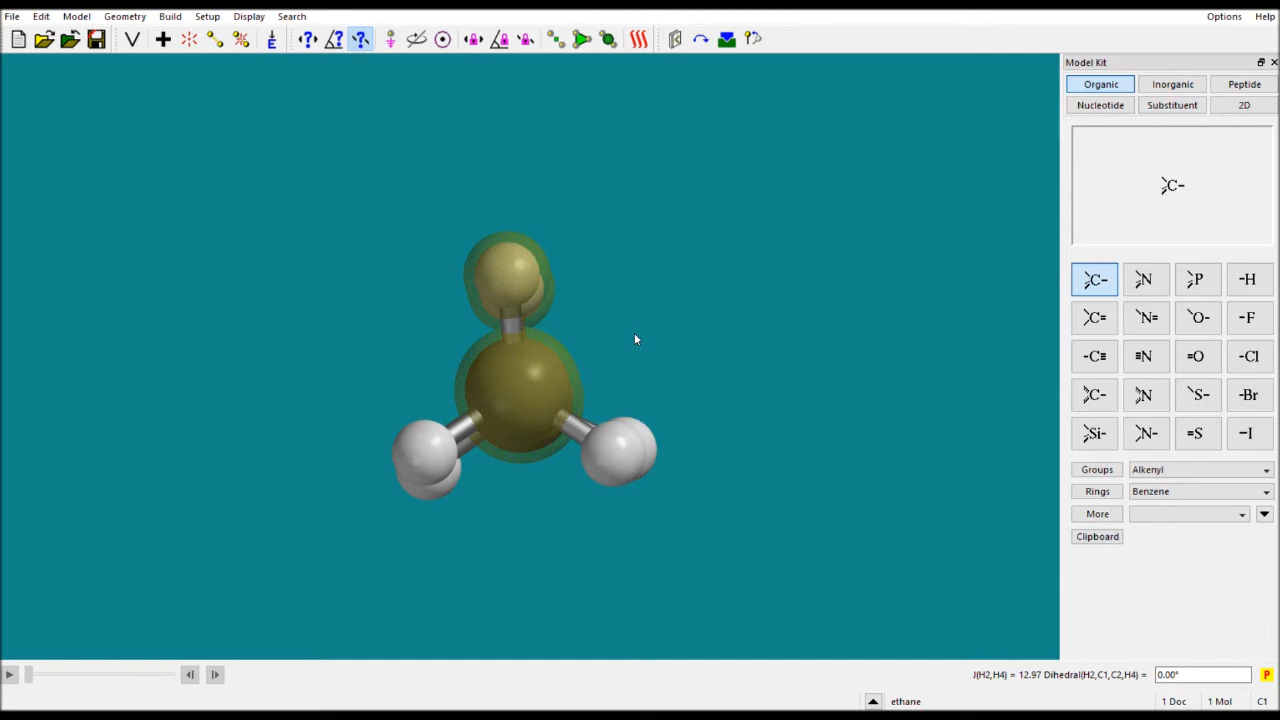 File Edit Model Geometry Build Setup Display Search Options Help
Model Kit
Organic Inorganic Peptide
Nucleotide Substituent 2D
C-
C- N P -H
C= N= O- -F
-C≡ ≡N =O -Cl
C- N S- -Br
Si- N- =S -I
Groups Alkenyl
Rings Benzene
More
Clipboard
J(H2,H4) = 12.97 Dihedral(H2,C1,C2,H4) = 0.00° P
ethane 1 Doc 1 Mol C1